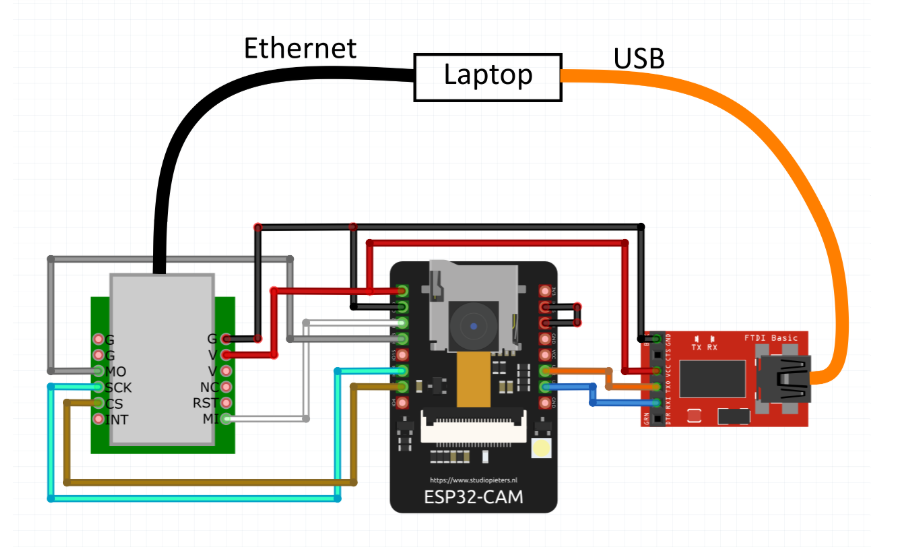 Ethernet
Laptop
USB
G
G
MO
SCK
CS
INT
G
V
V
NC
RST
MI
TX RX
FTDI Basic
GRN
DTR RXI TXO VCC CTS GND
https://www.studiopieters.nl
ESP32-CAM